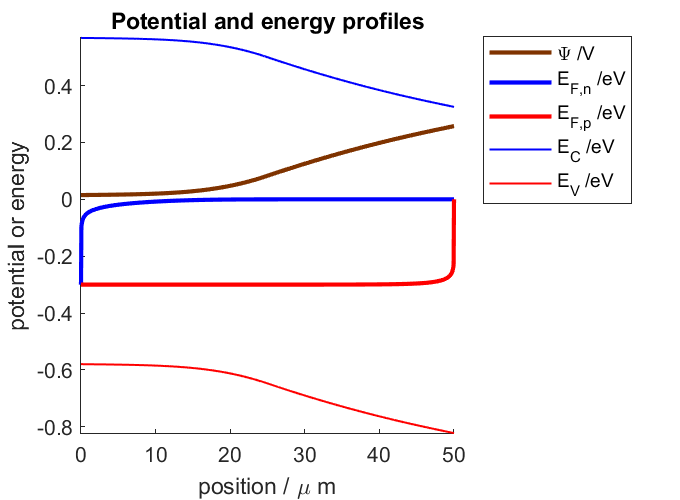 Potential and energy profiles
Ψ /V
E_F,n /eV
E_F,p /eV
E_C /eV
E_V /eV
potential or energy
0.4
0.2
0
-0.2
-0.4
-0.6
-0.8
0 10 20 30 40 50
position / μ m